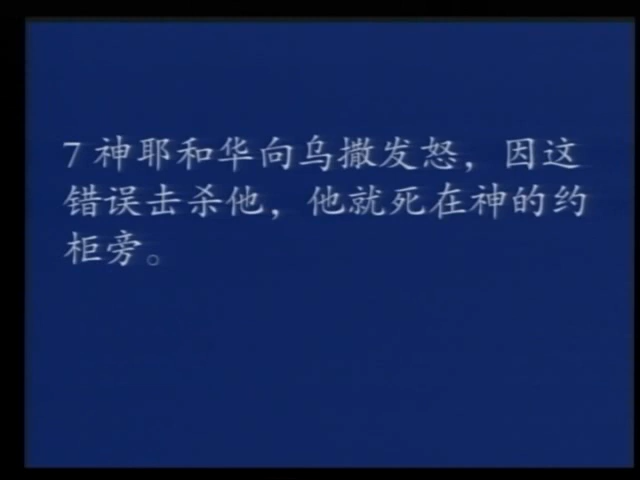 7 神耶和华向乌撒发怒，因这
错误击杀他，他就死在神的约
柜旁。